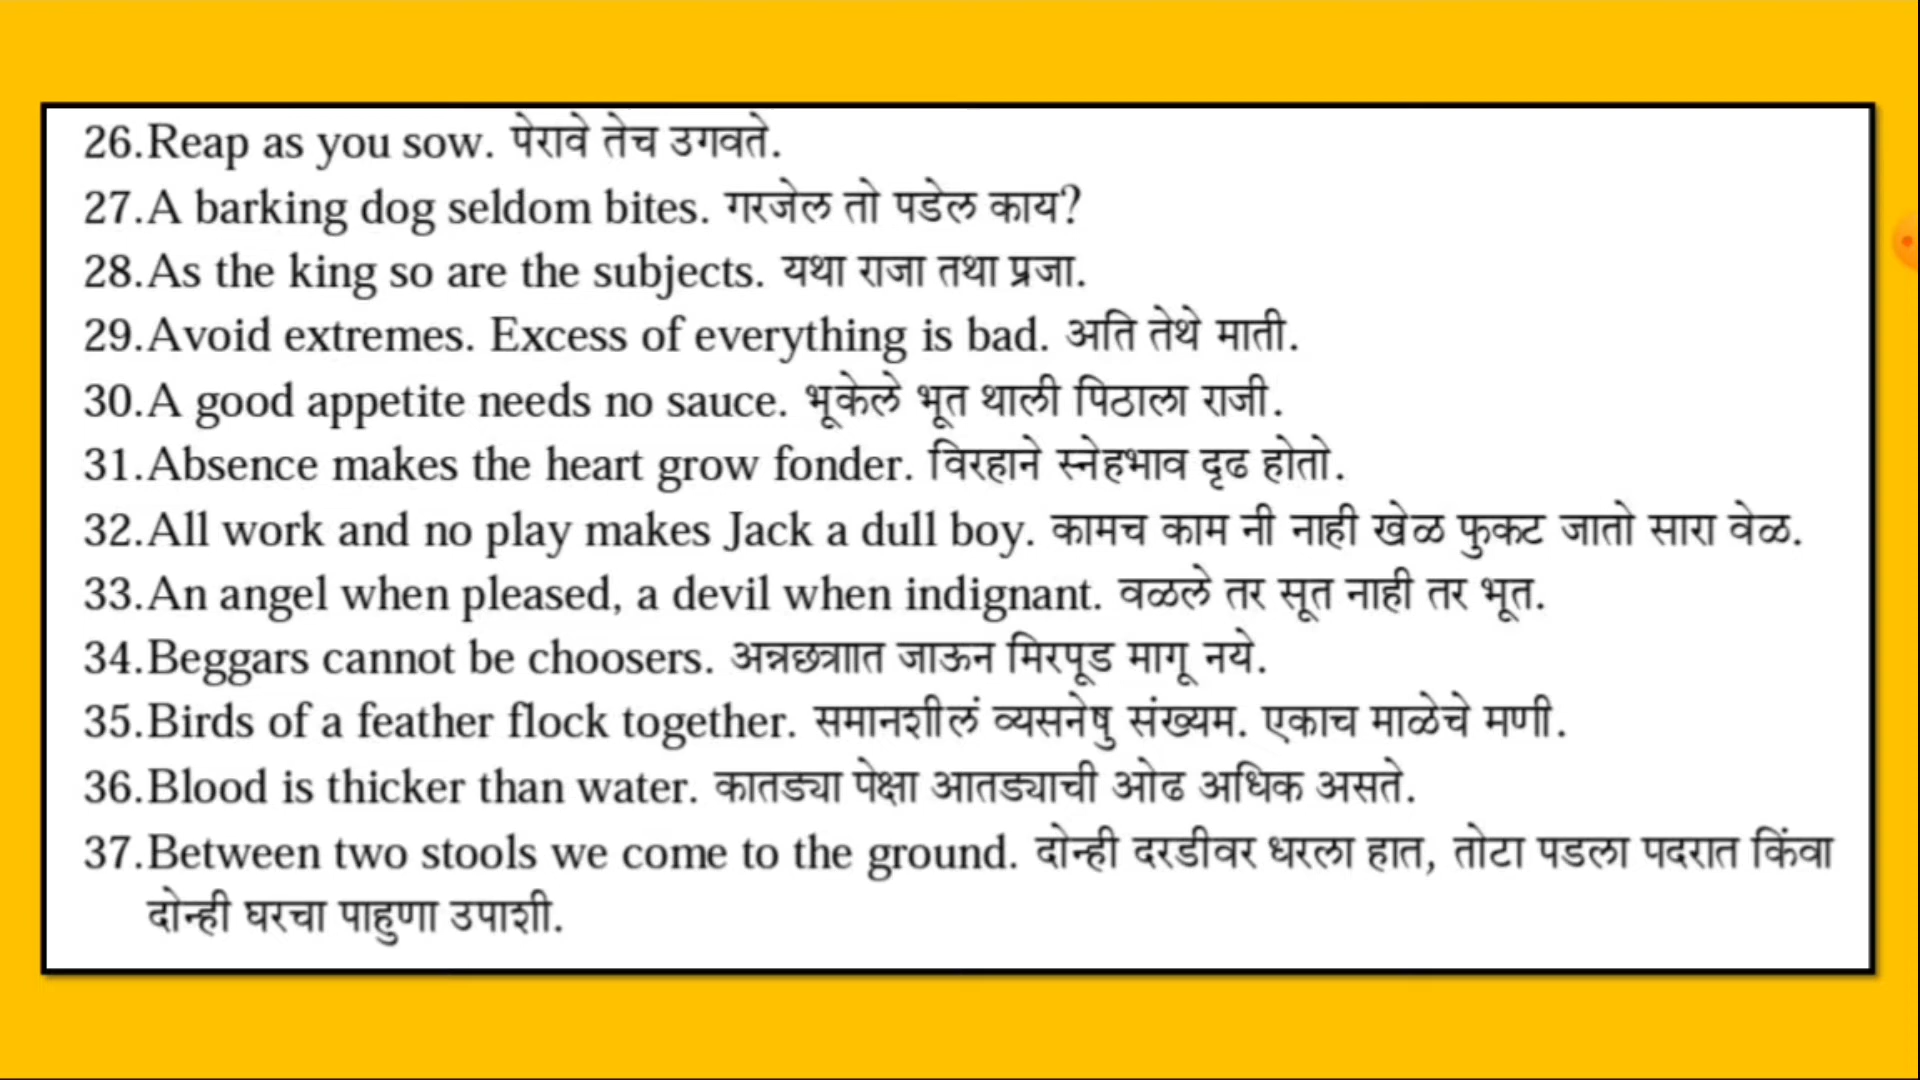 26.Reap as you sow. पेरावे तेच उगवते.
27.A barking dog seldom bites. गरजेल तो पडेल काय?
28.As the king so are the subjects. यथा राजा तथा प्रजा.
29.Avoid extremes. Excess of everything is bad. अति तेथे माती.
30.A good appetite needs no sauce. भूकेले भूत थाली पिठाला राजी.
31.Absence makes the heart grow fonder. विरहाने स्नेहभाव दृढ होतो.
32.All work and no play makes Jack a dull boy. कामच काम नी नाही खेळ फुकट जातो सारा वेळ.
33.An angel when pleased, a devil when indignant. वळले तर सूत नाही तर भूत.
34.Beggars cannot be choosers. अन्नछत्राात जाऊन मिरपूड मागू नये.
35.Birds of a feather flock together. समानशीलं व्यसनेषु संख्यम. एकाच माळेचे मणी.
36.Blood is thicker than water. कातड्या पेक्षा आतड्याची ओढ अधिक असते.
37.Between two stools we come to the ground. दोन्ही दरडीवर धरला हात, तोटा पडला पदरात किंवा
दोन्ही घरचा पाहुणा उपाशी.